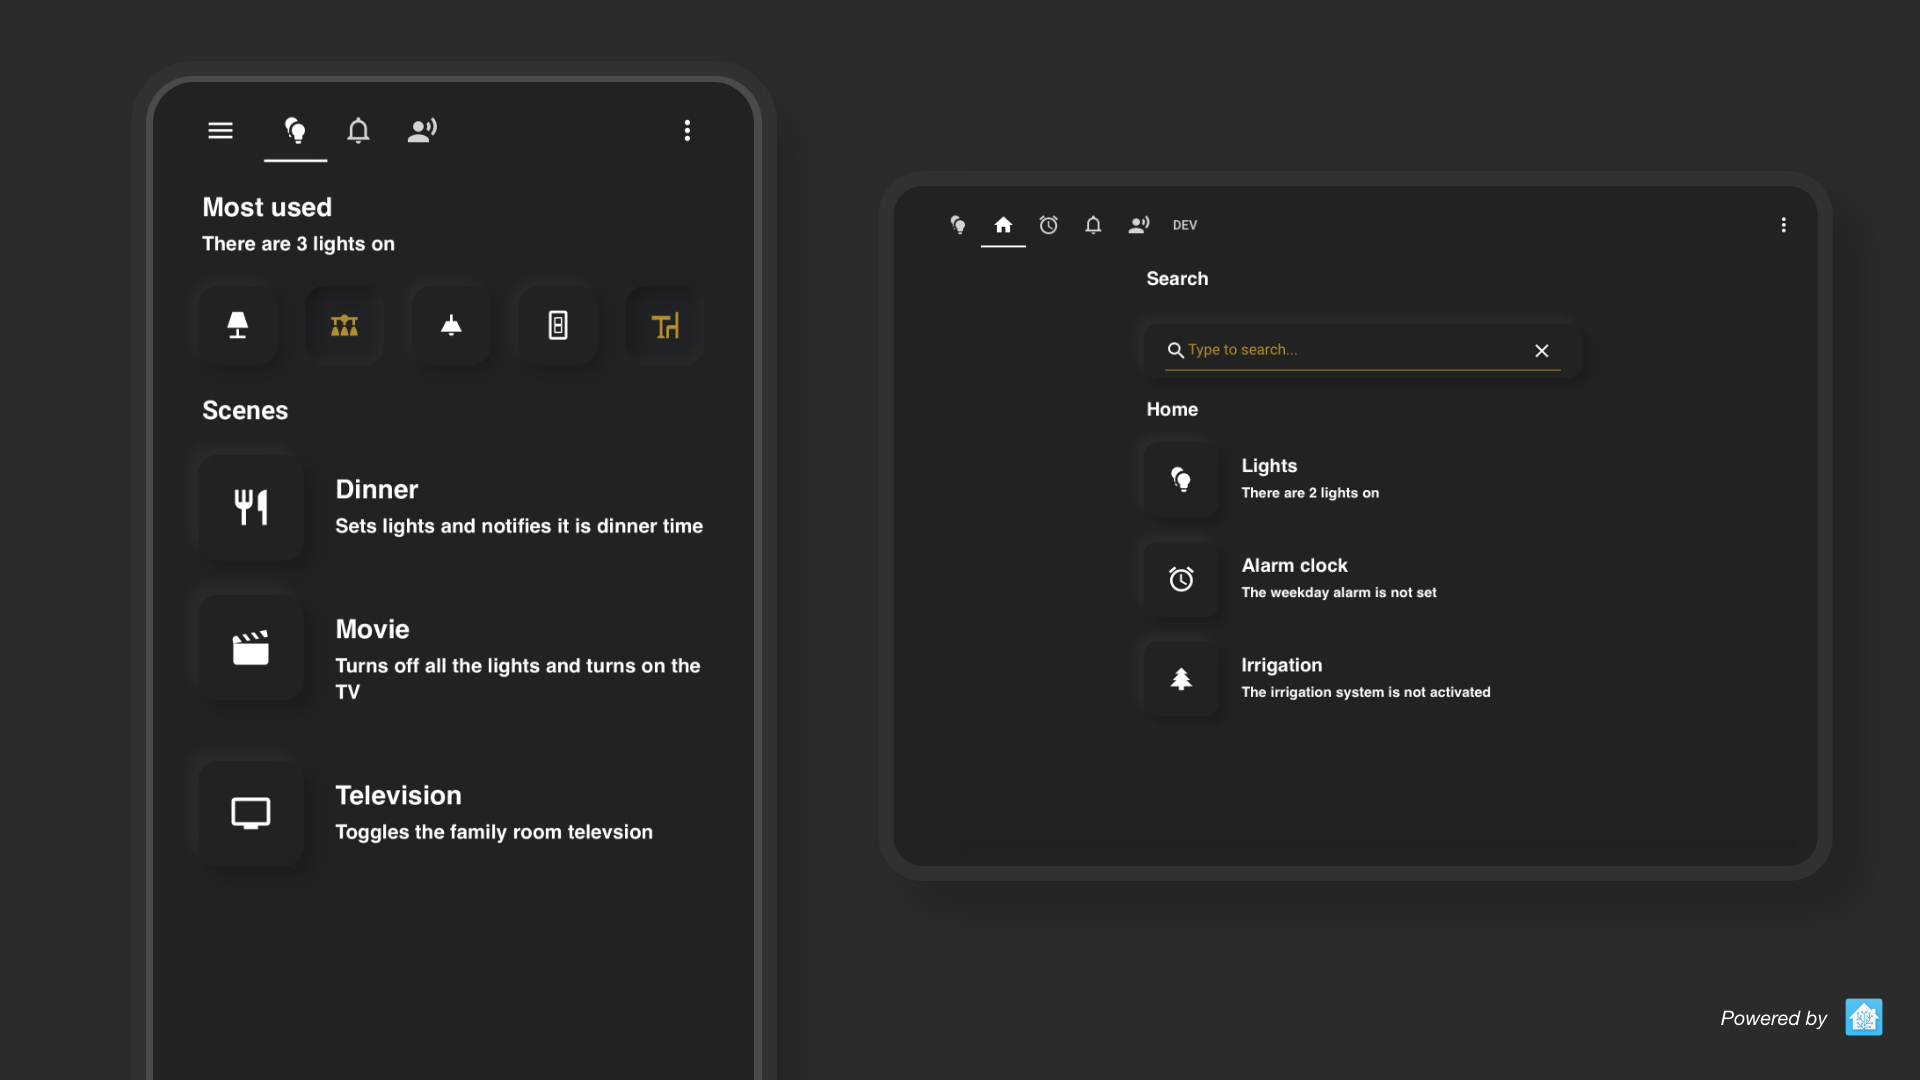 Most used
There are 3 lights on
Scenes
Dinner
Sets lights and notifies it is dinner time
Movie
Turns off all the lights and turns on the
TV
Television
Toggles the family room televsion
DEV
Search
Type to search...
Home
Lights
There are 2 lights on
Alarm clock
The weekday alarm is not set
Irrigation
The irrigation system is not activated
Powered by